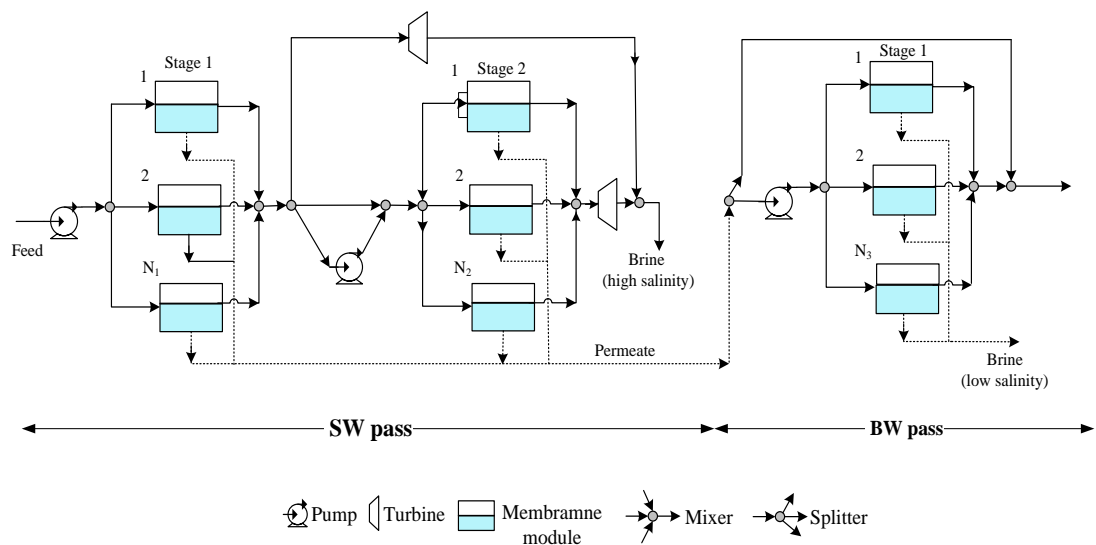 Stage 1
1
2
N1
Feed
1
Stage 2
2
N2
Brine
(high salinity)
Permeate
Stage 1
1
2
N3
Brine
(low salinity)
SW pass
BW pass
Pump
Turbine
Membramne
module
Mixer
Splitter